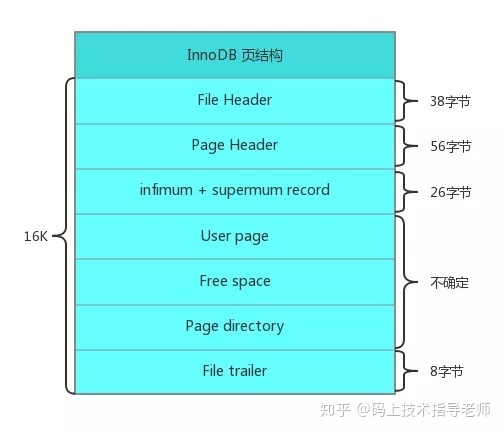 InnoDB 页结构
File Header
38字节
Page Header
56字节
infimum + supermum record
26字节
16K
User page
Free space
不确定
Page directory
File trailer
8字节
知乎 @码上技术指导老师